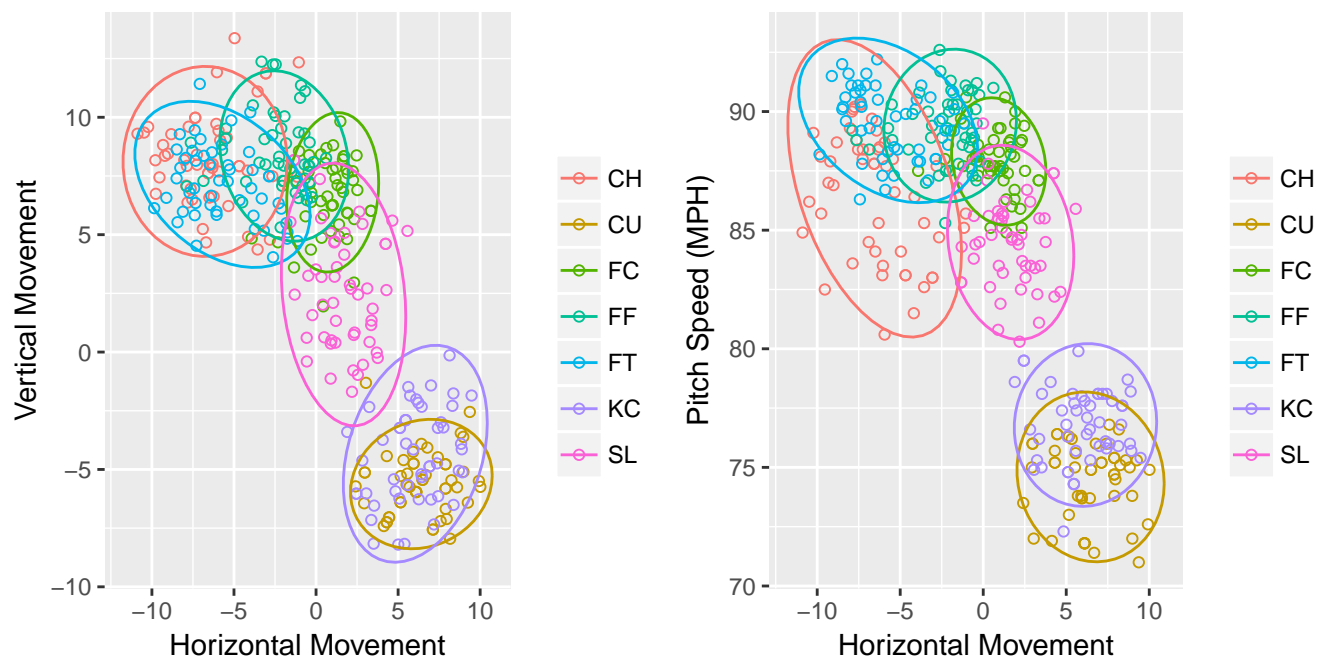 Vertical Movement
10
5
0
−5
−10
−10 −5 0 5 10
Horizontal Movement
CH
CU
FC
FF
FT
KC
SL
Pitch Speed (MPH)
90
85
80
75
70
−10 −5 0 5 10
Horizontal Movement
CH
CU
FC
FF
FT
KC
SL